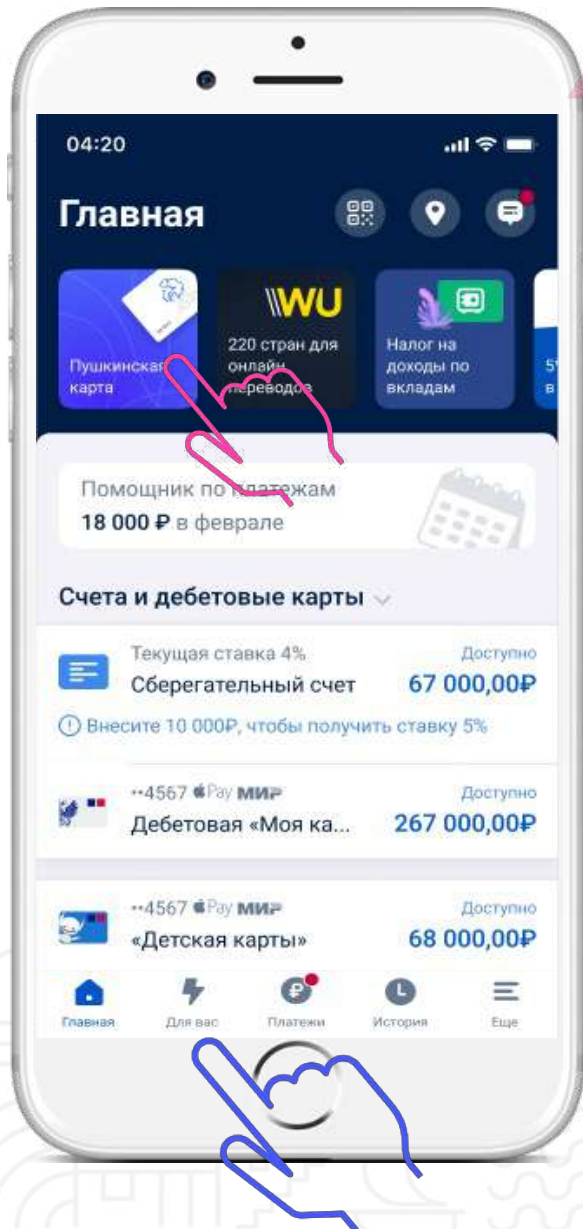 04:20
Главная
Пушкинская
карта
WU
220 стран для
онлайн
переводов
Налог на
доходы по
вкладам
5
в
Помощник по платежам
18 000 ₽ в феврале
Счета и дебетовые карты
Текущая ставка 4%
Доступно
Сберегательный счет
67 000,00₽
Внесите 10 000₽, чтобы получить ставку 5%
••4567 Pay МИР
Доступно
Дебетовая «Моя ка...
267 000,00₽
••4567 Pay МИР
Доступно
«Детская карты»
68 000,00₽
Главная
Для вас
Платежи
История
Еще